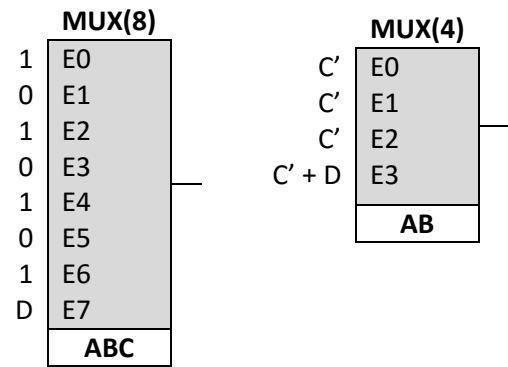 MUX(8)
1 E0
0 E1
1 E2
0 E3
1 E4
0 E5
1 E6
D E7
ABC
MUX(4)
C’ E0
C’ E1
C’ E2
C’ + D E3
AB